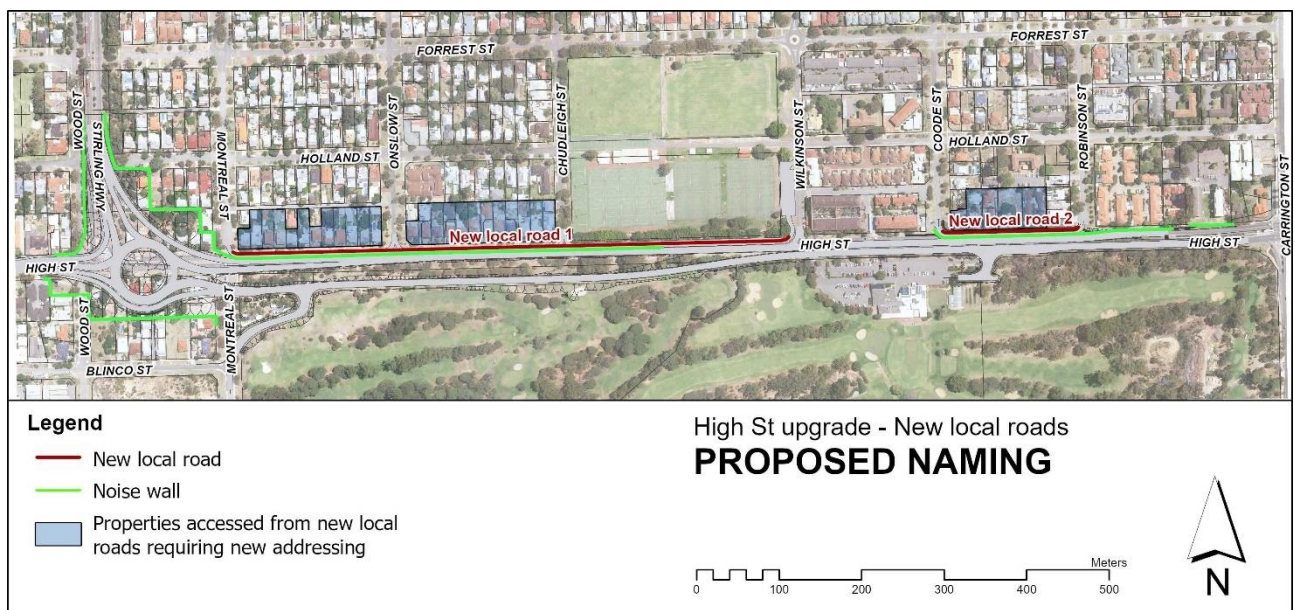 FORREST ST
FORREST ST
WOOD ST
STIRLING HWY
MONTREAL ST
HOLLAND ST
ONSLOW ST
CHUDLEIGH ST
WILKINSON ST
COODE ST
HOLLAND ST
ROBINSON ST
CARRINGTON ST
New local road 1
New local road 2
HIGH ST
HIGH ST
HIGH ST
WOOD ST
MONTREAL ST
BLINCO ST
Legend
New local road
Noise wall
Properties accessed from new local
roads requiring new addressing
High St upgrade - New local roads
PROPOSED NAMING
Meters
0 100 200 300 400 500
N